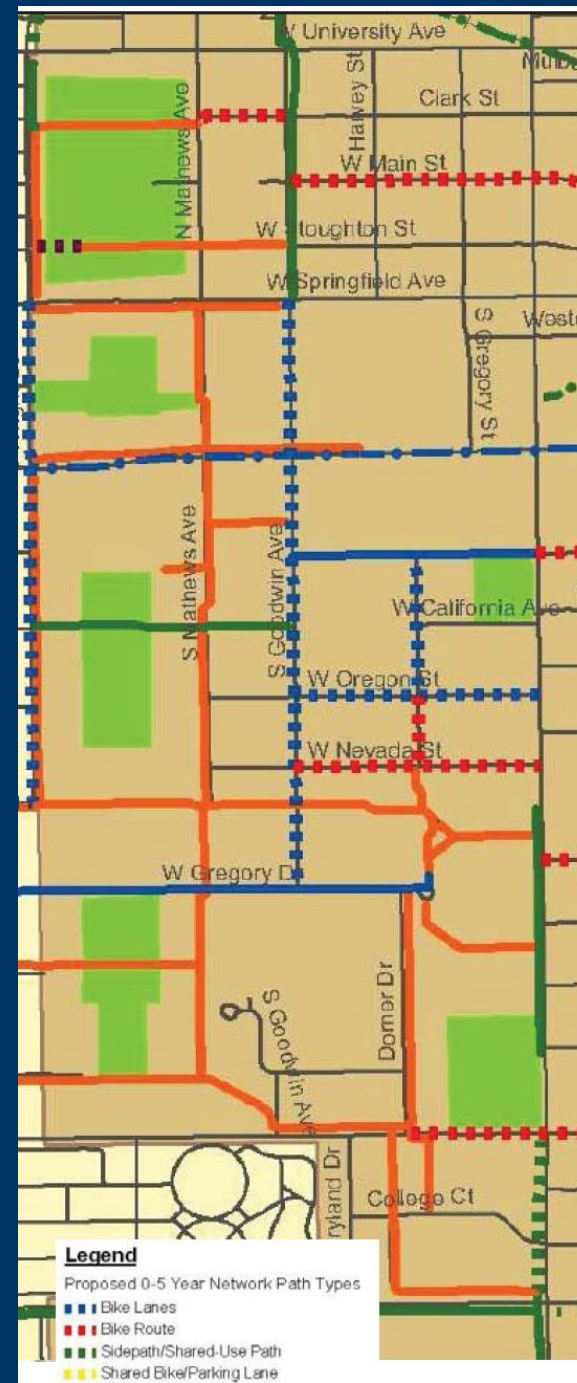 W University Ave
Harvey St
Clark St
N Mathews Ave
W Main St
W Stoughton St
W Springfield Ave
S Gregory St
S Mathews Ave
S Goodwin Ave
W California Ave
W Oregon St
W Nevada St
W Gregory D
S Goodwin Ave
Dorner Dr
ryland Dr
College Ct
Legend
Proposed 0-5 Year Network Path Types
Bike Lanes
Bike Route
Sidepath/Shared-Use Path
Shared Bike/Parking Lane